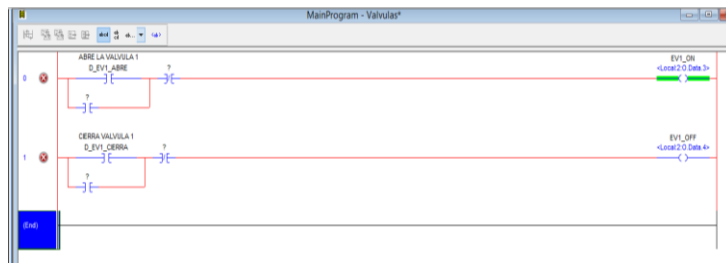 MainProgram - Valvulas*
0
ABRE LA VALVULA 1
D_EV1_ABRE
?
?
EV1_ON
<Local:2:O.Data.3>
1
CIERRA VALVULA 1
D_EV1_CIERRA
?
?
EV1_OFF
<Local:2:O.Data.4>
(End)